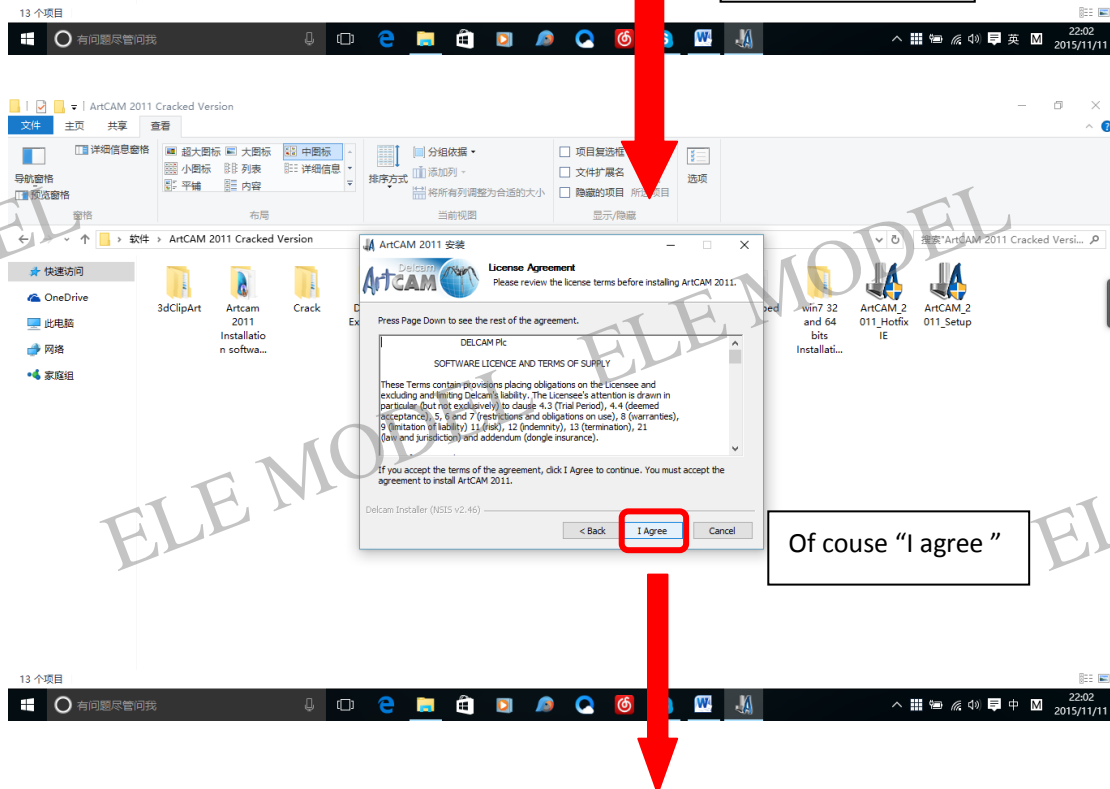 13 个项目
有问题尽管问我
英
22:02
2015/11/11
ArtCAM 2011 Cracked Version
文件 主页 共享 查看
导航窗格
预览窗格
详细信息窗格
窗格
超大图标 大图标 中图标
小图标 列表 详细信息
平铺 内容
布局
排序方式
分组依据
添加列
将所有列调整为合适的大小
当前视图
项目复选框
文件扩展名
隐藏的项目
项目
显示/隐藏
选项
软件 ArtCAM 2011 Cracked Version
搜索"ArtCAM 2011 Cracked Versi...
快速访问
OneDrive
此电脑
网络
家庭组
3dClipArt
Artcam
2011
Installatio
n softwa...
Crack
win7 32
and 64
bits
Installati...
ArtCAM_2
011_Hotfix
IE
ArtCAM_2
011_Setup
ArtCAM 2011 安装
Delcam
ArtCAM
License Agreement
Please review the license terms before installing ArtCAM 2011.
Press Page Down to see the rest of the agreement.
DELCAM Plc
SOFTWARE LICENCE AND TERMS OF SUPPLY
These Terms contain provisions placing obligations on the Licensee and
excluding and limiting Delcam's liability. The Licensee's attention is drawn in
particular (but not exclusively) to clause 4.3 (Trial Period), 4.4 (deemed
acceptance), 5, 6 and 7 (restrictions and obligations on use), 8 (warranties),
9 (limitation of liability) 11 (risk), 12 (indemnity), 13 (termination), 21
(law and jurisdiction) and addendum (dongle insurance).
If you accept the terms of the agreement, click I Agree to continue. You must accept the
agreement to install ArtCAM 2011.
Delcam Installer (NSIS v2.46)
< Back I Agree Cancel
Of couse “I agree ”
ELE MODEL
ELE MODEL
13 个项目
有问题尽管问我
中
22:02
2015/11/11